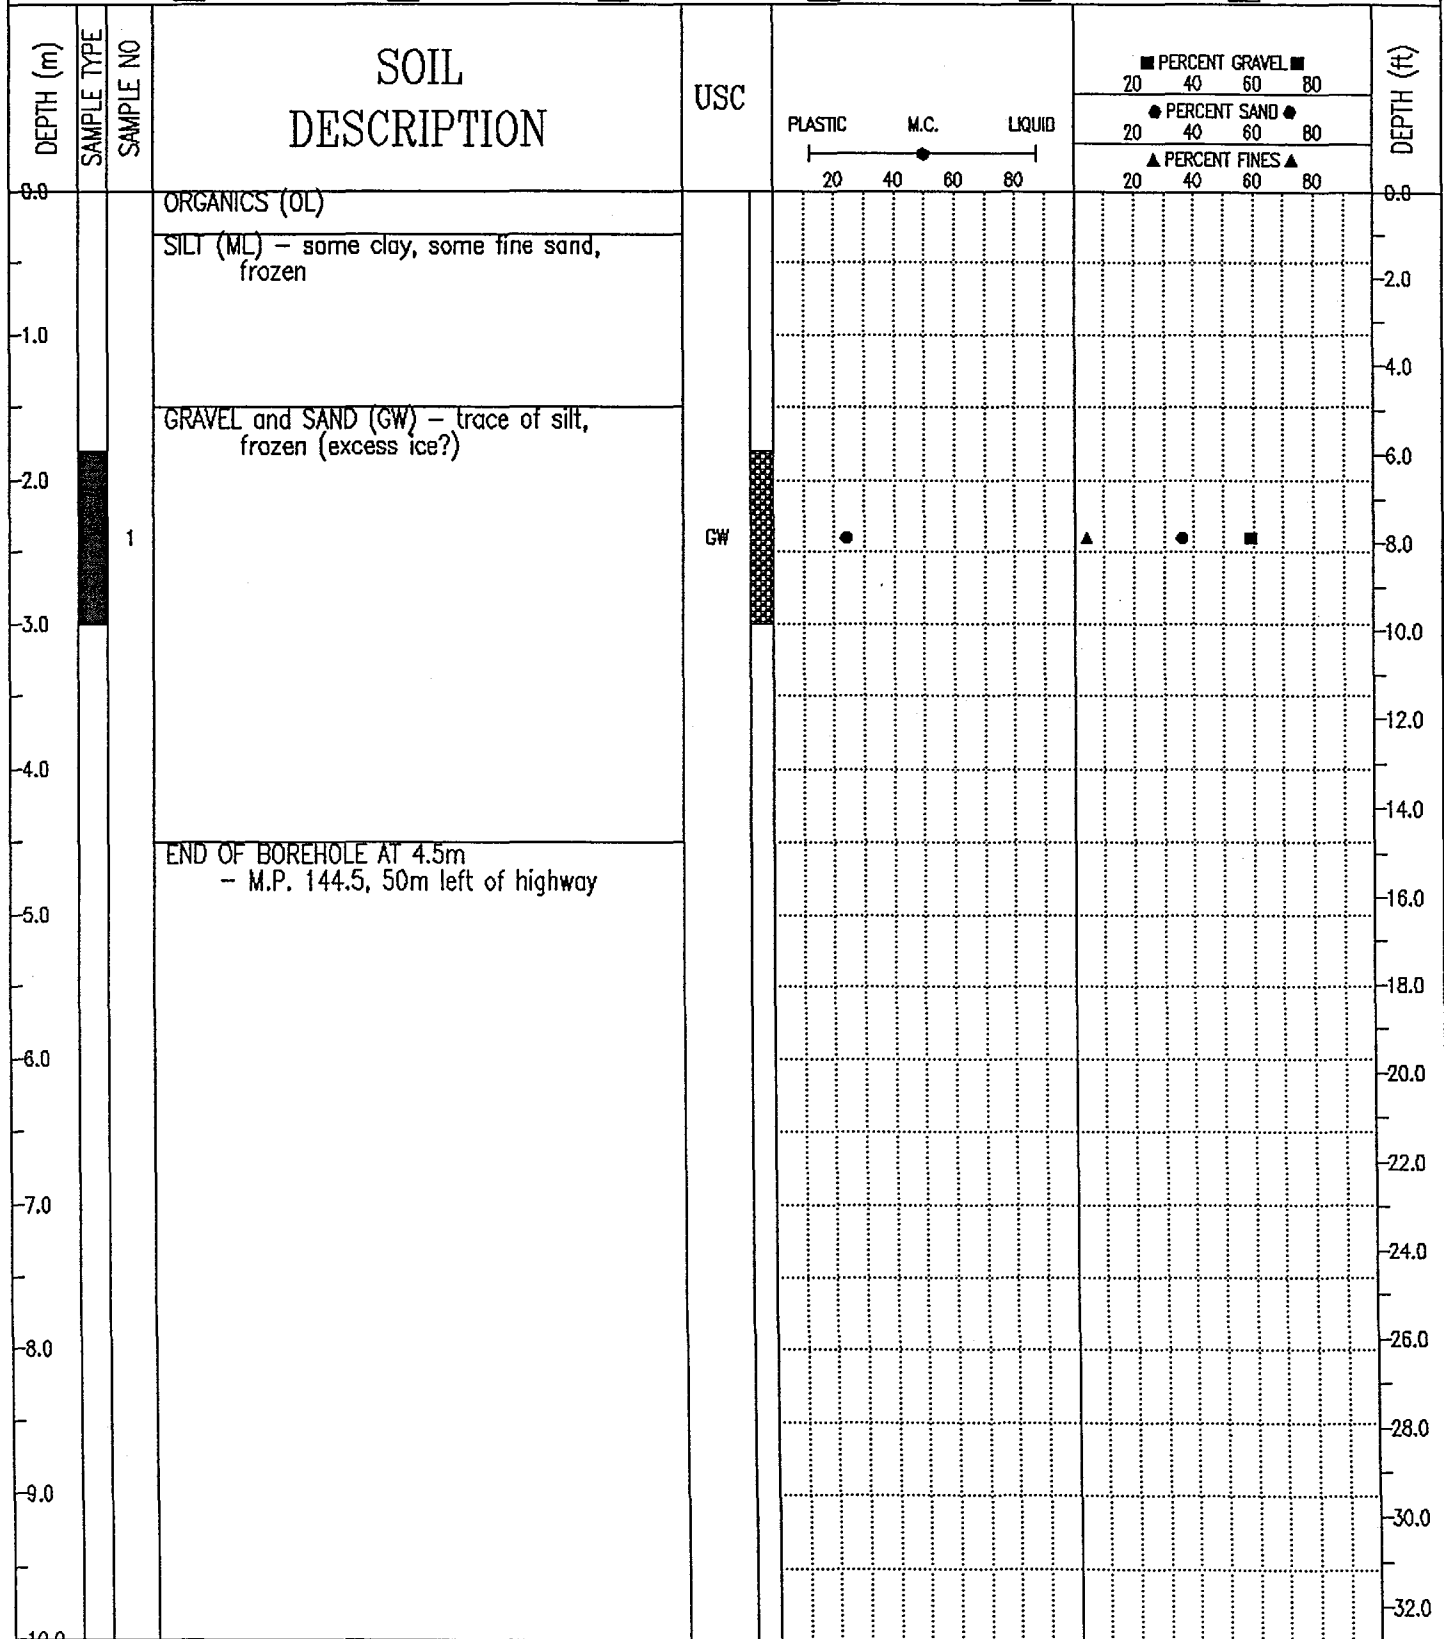 DEPTH (m)
SAMPLE TYPE
SAMPLE NO
SOIL
DESCRIPTION
USC
PLASTIC M.C. LIQUID
20 40 60 80
■ PERCENT GRAVEL ■
20 40 60 80
● PERCENT SAND ●
20 40 60 80
▲ PERCENT FINES ▲
20 40 60 80
DEPTH (ft)
0.0
ORGANICS (OL)
0.0
SILT (ML) – some clay, some fine sand,
frozen
2.0
1.0
4.0
GRAVEL and SAND (GW) – trace of silt,
frozen (excess ice?)
6.0
2.0
1
GW
8.0
3.0
10.0
12.0
4.0
14.0
END OF BOREHOLE AT 4.5m
– M.P. 144.5, 50m left of highway
16.0
5.0
18.0
6.0
20.0
22.0
7.0
24.0
8.0
26.0
28.0
9.0
30.0
32.0
10.0